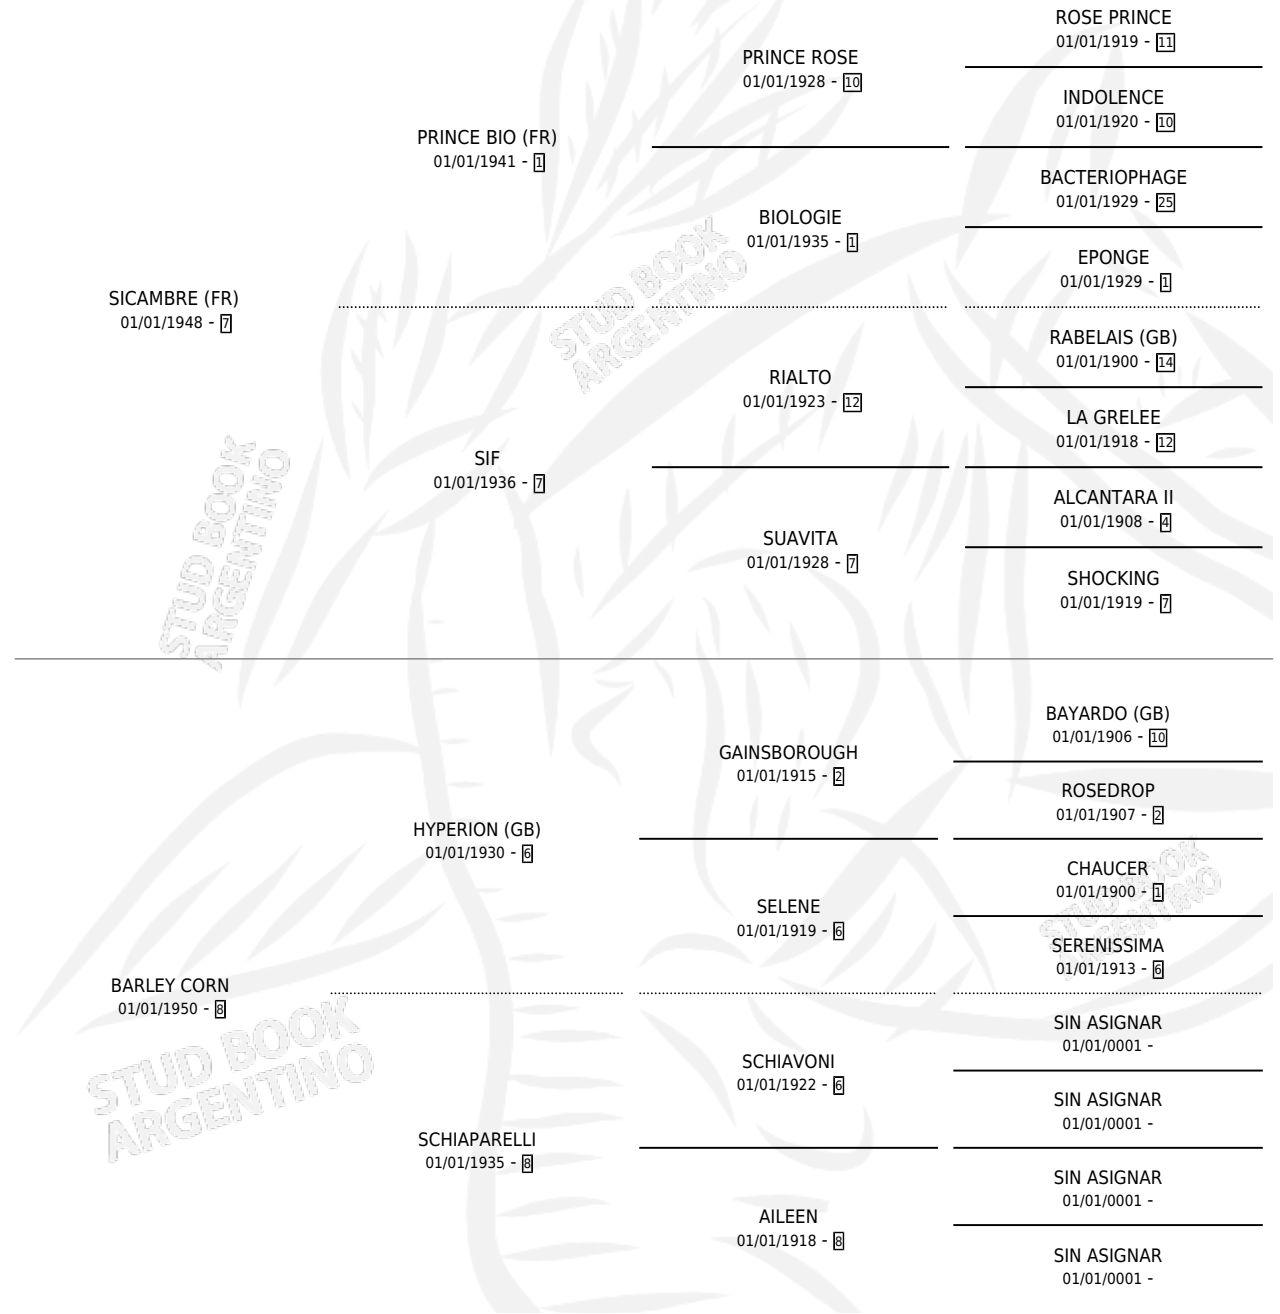 ROSE PRINCE
01/01/1919 - 11
PRINCE ROSE
01/01/1928 - 10
INDOLENCE
01/01/1920 - 10
PRINCE BIO (FR)
01/01/1941 - 1
BACTERIOPHAGE
01/01/1929 - 25
BIOLOGIE
01/01/1935 - 1
EPONGE
01/01/1929 - 1
SICAMBRE (FR)
01/01/1948 - 7
RABELAIS (GB)
01/01/1900 - 14
RIALTO
01/01/1923 - 12
LA GRELEE
01/01/1918 - 12
SIF
01/01/1936 - 7
ALCANTARA II
01/01/1908 - 4
SUAVITA
01/01/1928 - 7
SHOCKING
01/01/1919 - 7
BAYARDO (GB)
01/01/1906 - 10
GAINSBOROUGH
01/01/1915 - 2
ROSEDROP
01/01/1907 - 2
HYPERION (GB)
01/01/1930 - 6
CHAUCER
01/01/1900 - 1
SELENE
01/01/1919 - 6
SERENISSIMA
01/01/1913 - 6
BARLEY CORN
01/01/1950 - 8
SIN ASIGNAR
01/01/0001 -
SCHIAVONI
01/01/1922 - 6
SIN ASIGNAR
01/01/0001 -
SCHIAPARELLI
01/01/1935 - 8
SIN ASIGNAR
01/01/0001 -
AILEEN
01/01/1918 - 8
SIN ASIGNAR
01/01/0001 -
STUD BOOK
ARGENTINO
STUD BOOK
ARGENTINO
STUD BOOK
ARGENTINO
STUD BOOK
ARGENTINO